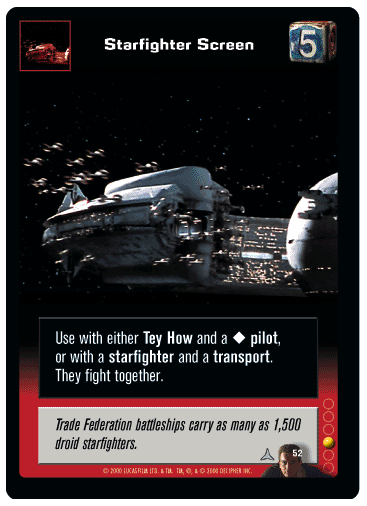 Starfighter Screen
5
Use with either Tey How and a ◆ pilot,
or with a starfighter and a transport.
They fight together.
Trade Federation battleships carry as many as 1,500
droid starfighters.
52
© 2000 LUCASFILM LTD. & TM. TM, ®, & © 2000 DECIPHER INC.